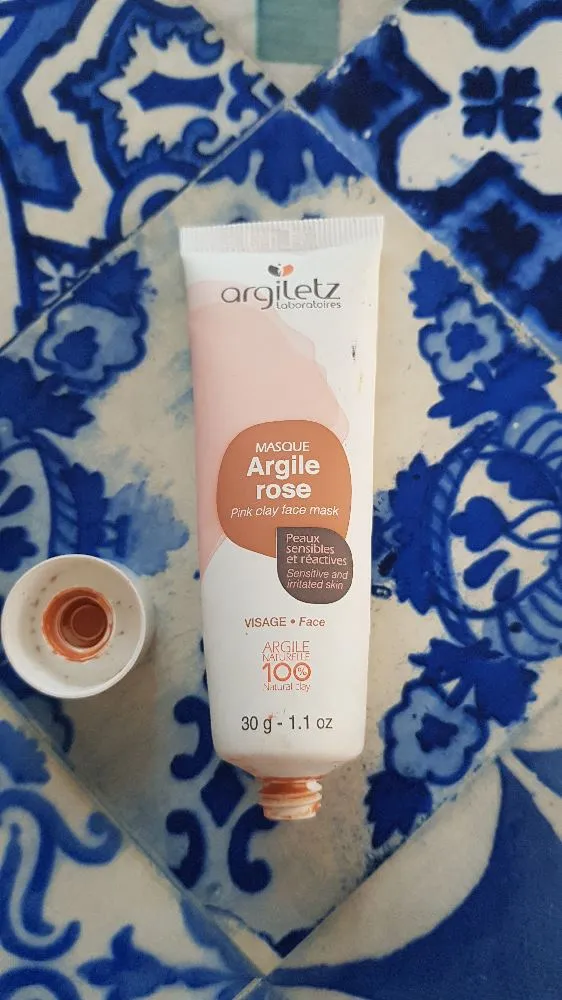 argiletz
Laboratoires
MASQUE
Argile
rose
Pink clay face mask
Peaux
sensibles
et réactives
Sensitive and
irritated skin
VISAGE • Face
ARGILE
NATURELLE
100%
Natural clay
30 g - 1.1 oz